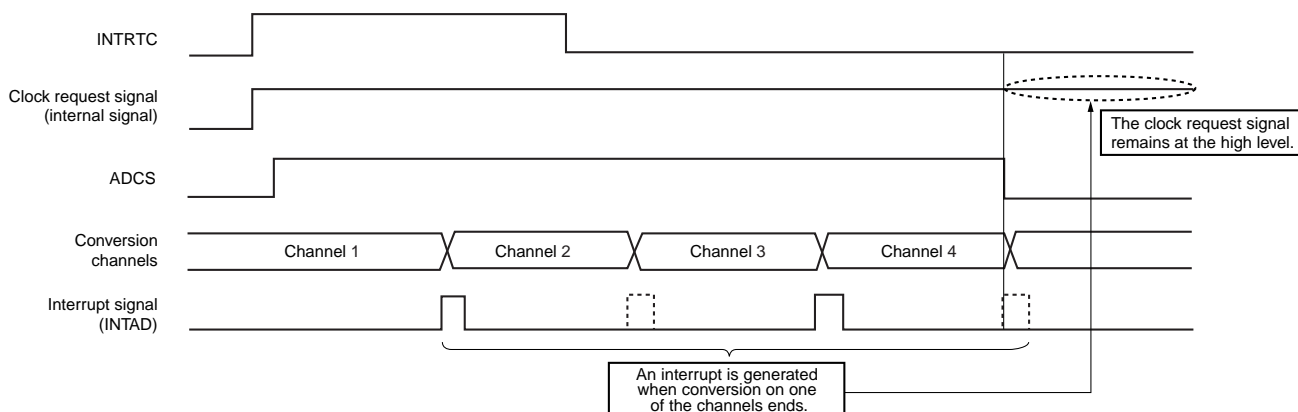 INTRTC
Clock request signal
(internal signal)
The clock request signal
remains at the high level.
ADCS
Conversion
channels
Channel 1
Channel 2
Channel 3
Channel 4
Interrupt signal
(INTAD)
An interrupt is generated
when conversion on one
of the channels ends.